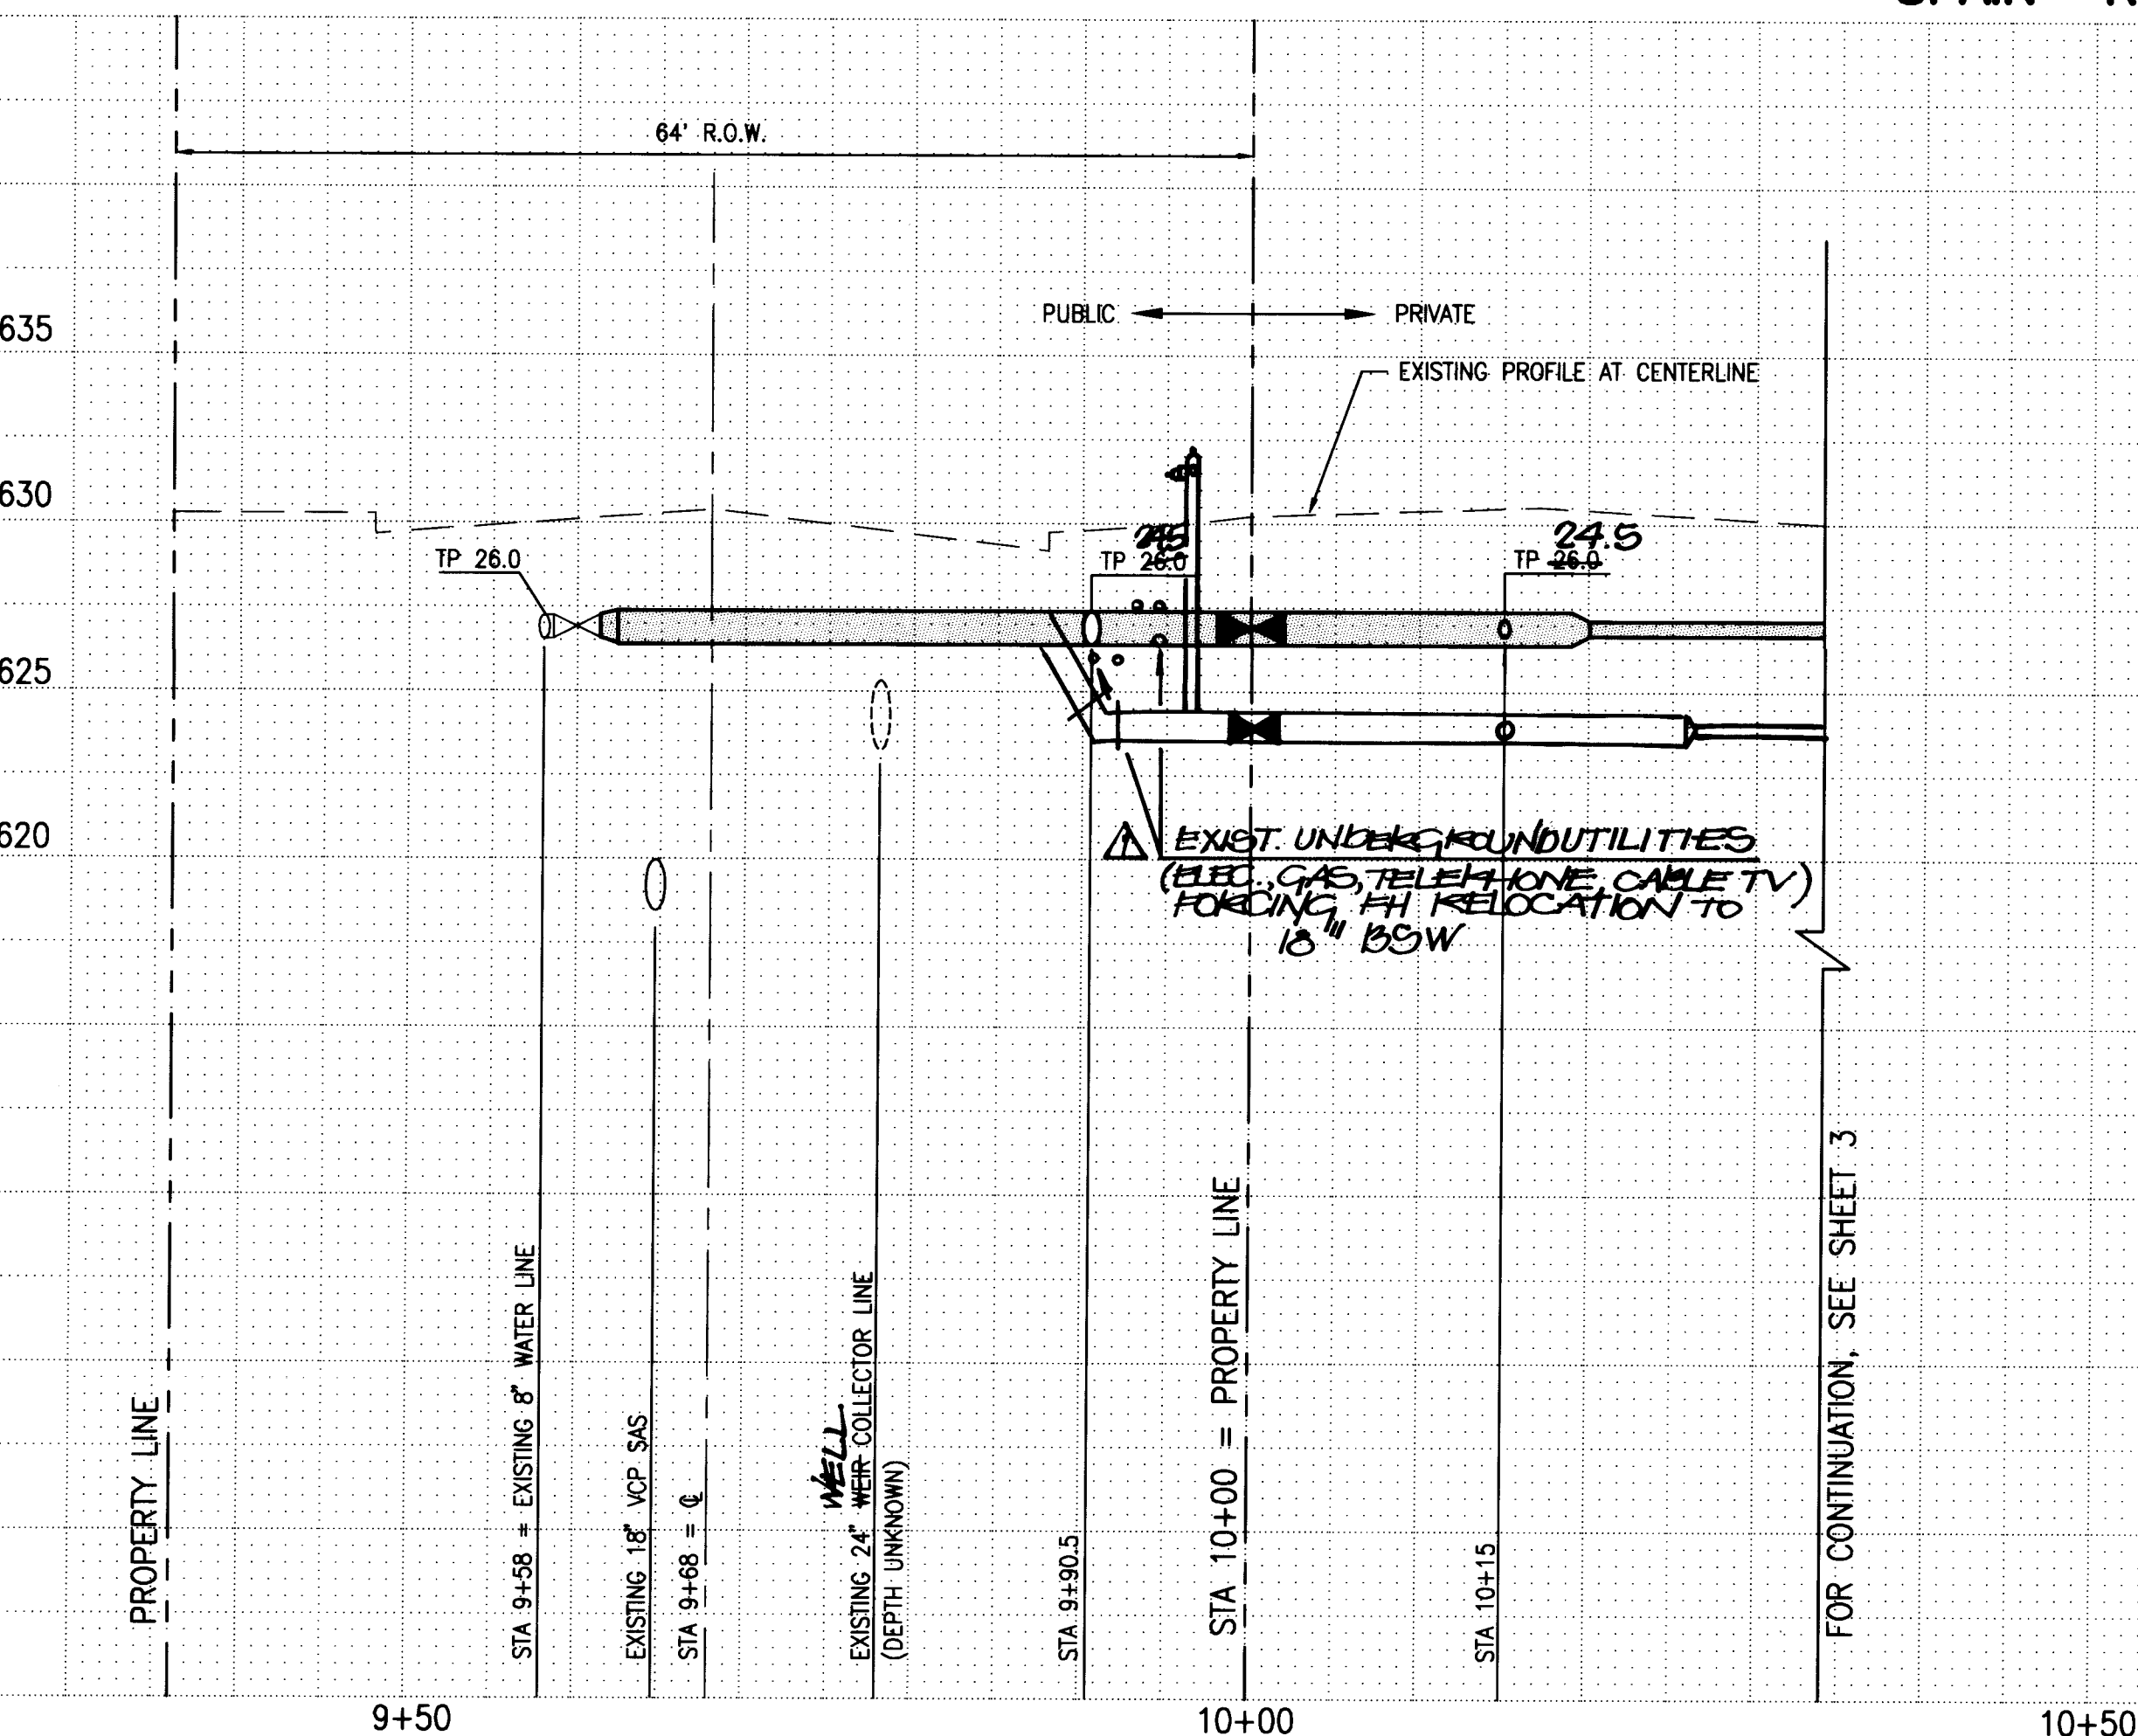 64' R.O.W.
635
PUBLIC
PRIVATE
EXISTING PROFILE AT CENTERLINE
630
245
24.5
TP 26.0
TP 26.0
TP 26.0
625
620
EXIST. UNDERGROUND UTILITIES
(ELEC., GAS, TELEPHONE, CABLE TV)
FORCING FH RELOCATION TO
18" BSW
PROPERTY LINE
STA 9+58 = EXISTING 8" WATER LINE
EXISTING 18" VCP SAS
STA 9+68 = ℄
WELL
EXISTING 24" WEIR COLLECTOR LINE
(DEPTH UNKNOWN)
STA 9+90.5
STA 10+00 = PROPERTY LINE
STA 10+15
FOR CONTINUATION, SEE SHEET 3
9+50
10+00
10+50